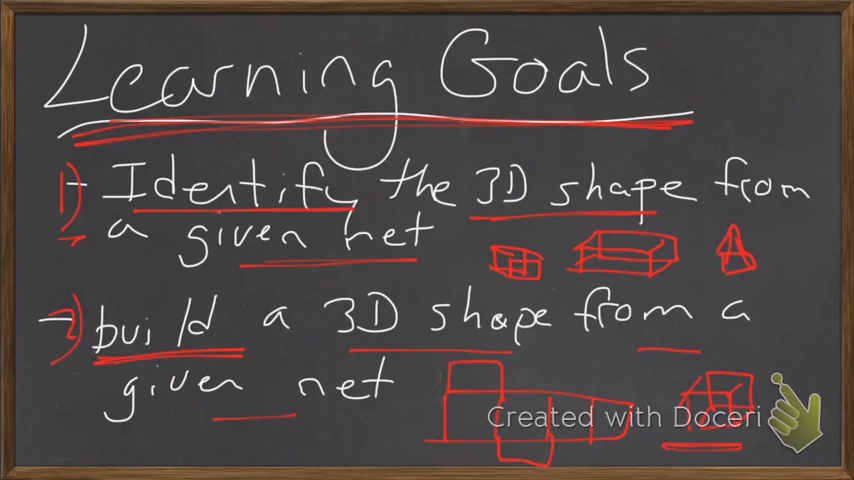 Learning Goals
1) - Identify the 3D shape from
a given net
2) - build a 3D shape from a
given net
Created with Doceri